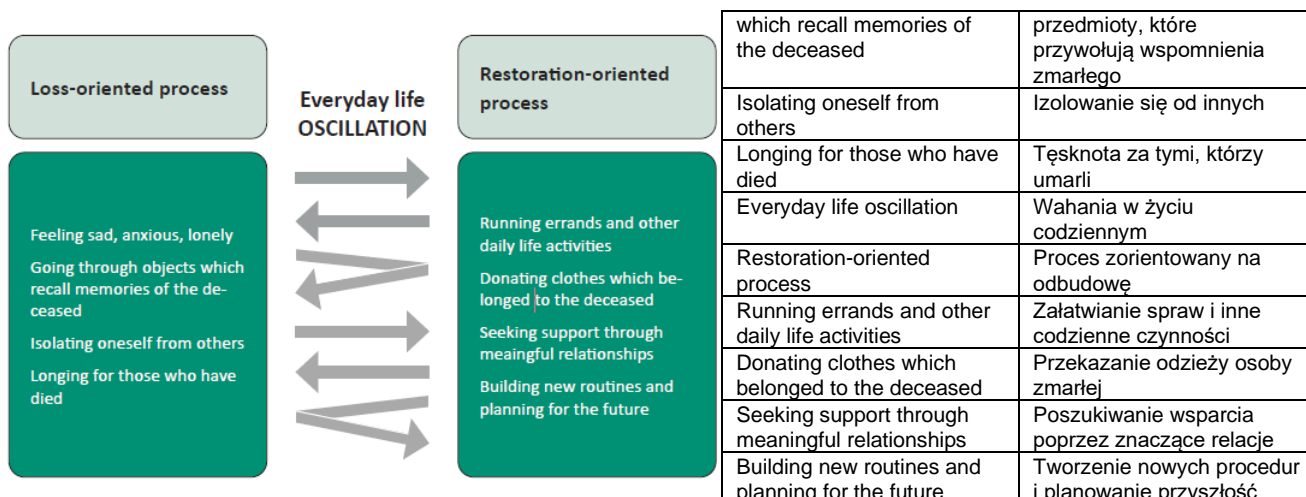 Loss-oriented process
Everyday life
OSCILLATION
Restoration-oriented
process
Feeling sad, anxious, lonely
Going through objects which
recall memories of the de-
ceased
Isolating oneself from others
Longing for those who have
died
Running errands and other
daily life activities
Donating clothes which be-
longed to the deceased
Seeking support through
meaningful relationships
Building new routines and
planning for the future
which recall memories of
the deceased
przedmioty, które
przywołują wspomnienia
zmarłego
Isolating oneself from
others
Izolowanie się od innych
Longing for those who have
died
Tęsknota za tymi, którzy
umarli
Everyday life oscillation
Wahania w życiu
codziennym
Restoration-oriented
process
Proces zorientowany na
odbudowę
Running errands and other
daily life activities
Załatwianie spraw i inne
codzienne czynności
Donating clothes which
belonged to the deceased
Przekazanie odzieży osoby
zmarłej
Seeking support through
meaningful relationships
Poszukiwanie wsparcia
poprzez znaczące relacje
Building new routines and
planning for the future
Tworzenie nowych procedur
i planowanie przyszłość